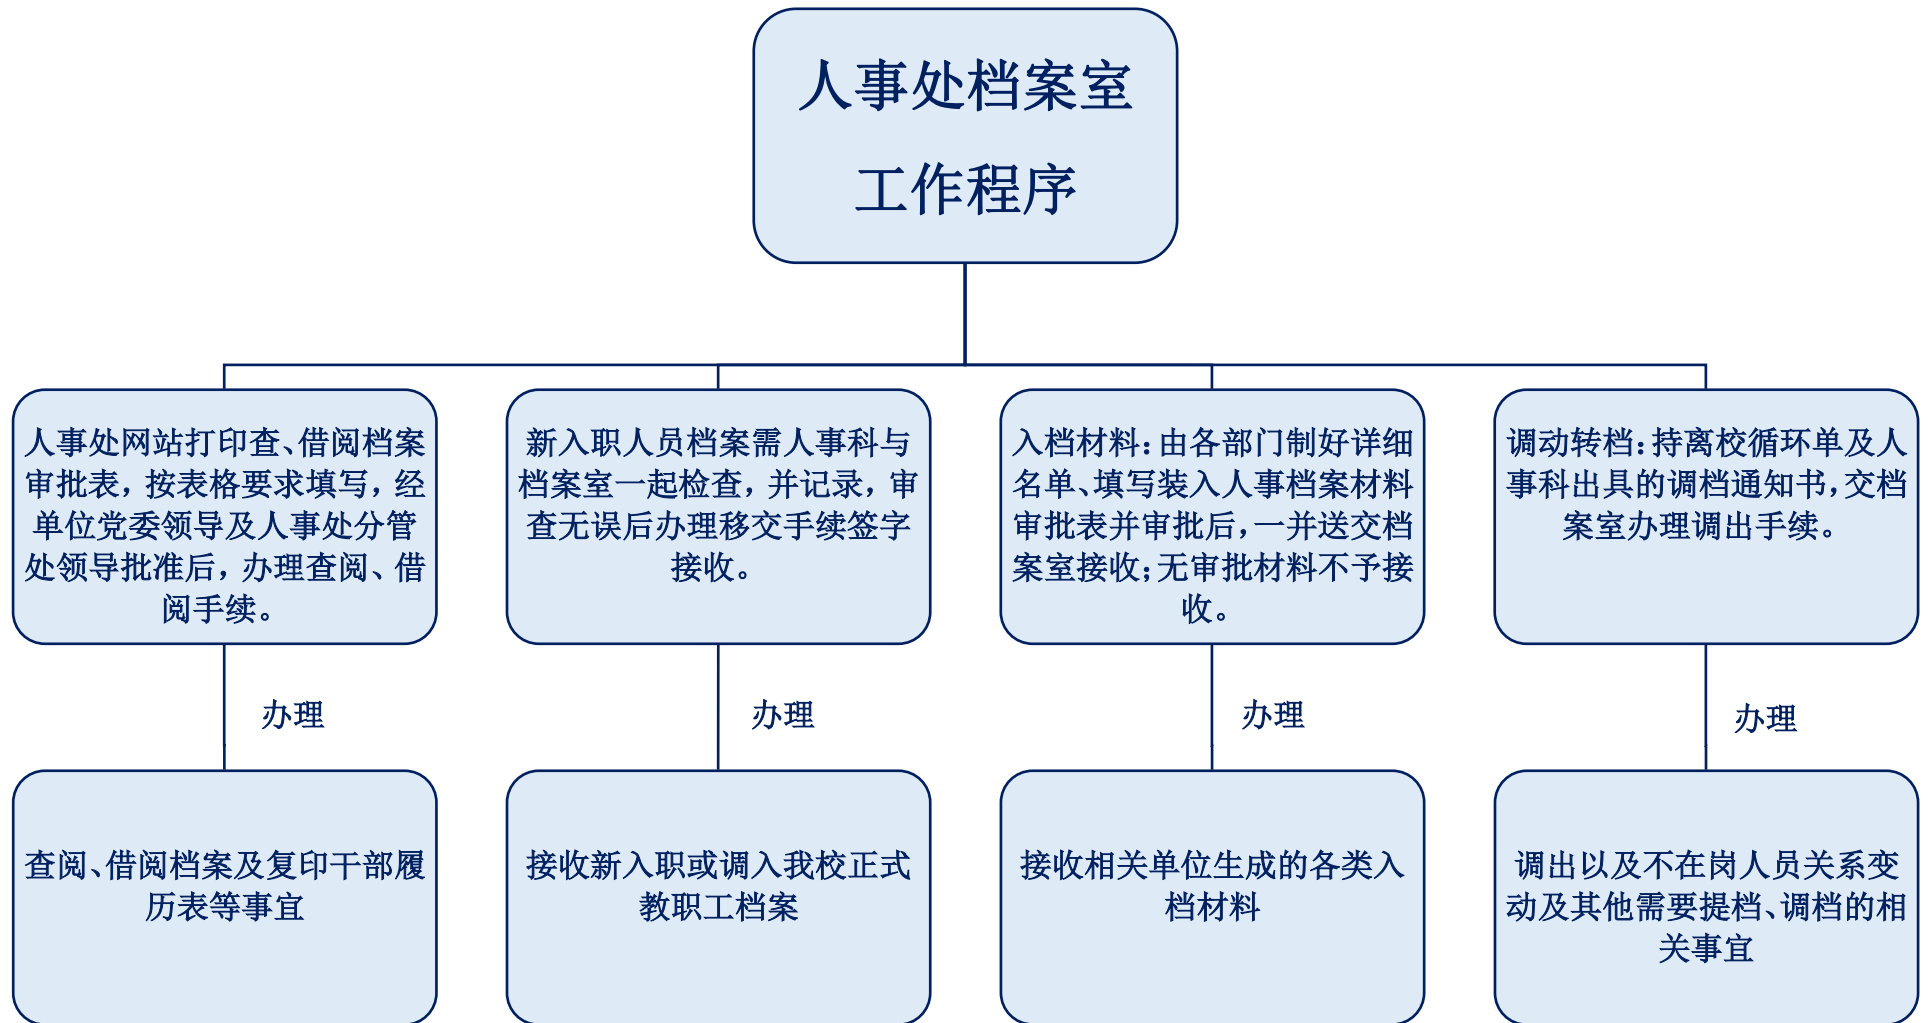 人事处档案室
工作程序
人事处网站打印查、借阅档案
审批表，按表格要求填写，经
单位党委领导及人事处分管
处领导批准后，办理查阅、借
阅手续。
新入职人员档案需人事科与
档案室一起检查，并记录，审
查无误后办理移交手续签字
接收。
入档材料：由各部门制好详细
名单、填写装入人事档案材料
审批表并审批后，一并送交档
案室接收；无审批材料不予接
收。
调动转档：持离校循环单及人
事科出具的调档通知书，交档
案室办理调出手续。
办理
办理
办理
办理
查阅、借阅档案及复印干部履
历表等事宜
接收新入职或调入我校正式
教职工档案
接收相关单位生成的各类入
档材料
调出以及不在岗人员关系变
动及其他需要提档、调档的相
关事宜